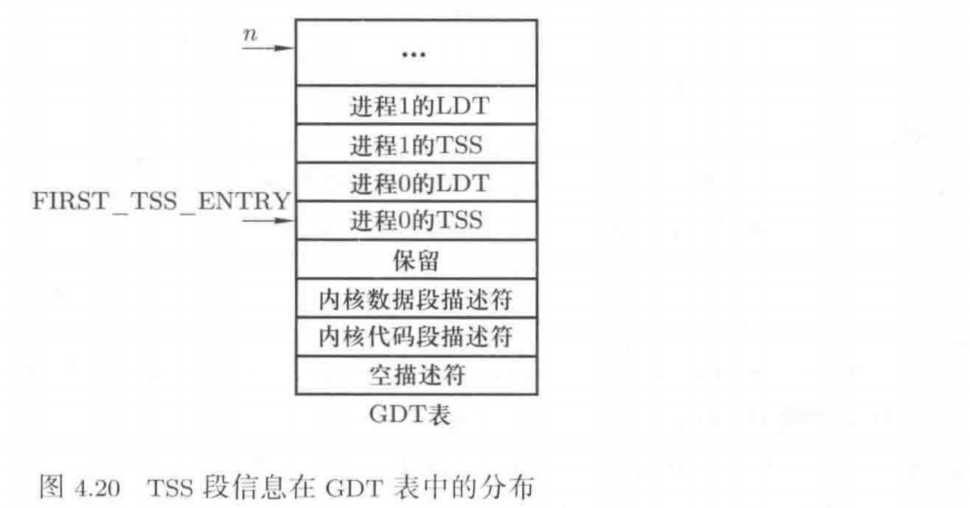 n
...
进程1的LDT
进程1的TSS
进程0的LDT
FIRST_TSS_ENTRY
进程0的TSS
保留
内核数据段描述符
内核代码段描述符
空描述符
GDT表
图 4.20 TSS 段信息在 GDT 表中的分布